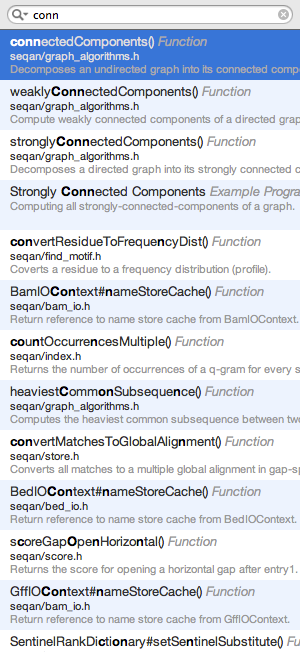 conn
connectedComponents() Function
seqan/graph_algorithms.h
Decomposes an undirected graph into its connected comp
weaklyConnectedComponents() Function
seqan/graph_algorithms.h
Compute weakly connected components of a directed grap
stronglyConnectedComponents() Function
seqan/graph_algorithms.h
Decomposes a directed graph into its strongly connected c
Strongly Connected Components Example Progra
Computing all strongly-connected-components of a graph.
convertResidueToFrequencyDist() Function
seqan/find_motif.h
Coverts a residue to a frequency distribution (profile).
BamIOContext#nameStoreCache() Function
seqan/bam_io.h
Return reference to name store cache from BamIOContext.
countOccurrencesMultiple() Function
seqan/index.h
Returns the number of occurrences of a q-gram for every s
heaviestCommonSubsequence() Function
seqan/graph_algorithms.h
Computes the heaviest common subsequence between two
convertMatchesToGlobalAlignment() Function
seqan/store.h
Converts all matches to a multiple global alignment in gap-sp
BedIOContext#nameStoreCache() Function
seqan/bed_io.h
Return reference to name store cache from BedIOContext.
scoreGapOpenHorizontal() Function
seqan/score.h
Returns the score for opening a horizontal gap after entry1.
GffIOContext#nameStoreCache() Function
seqan/bam_io.h
Return reference to name store cache from GffIOContext.
SentinelRankDictionary#setSentinelSubstitute() Function